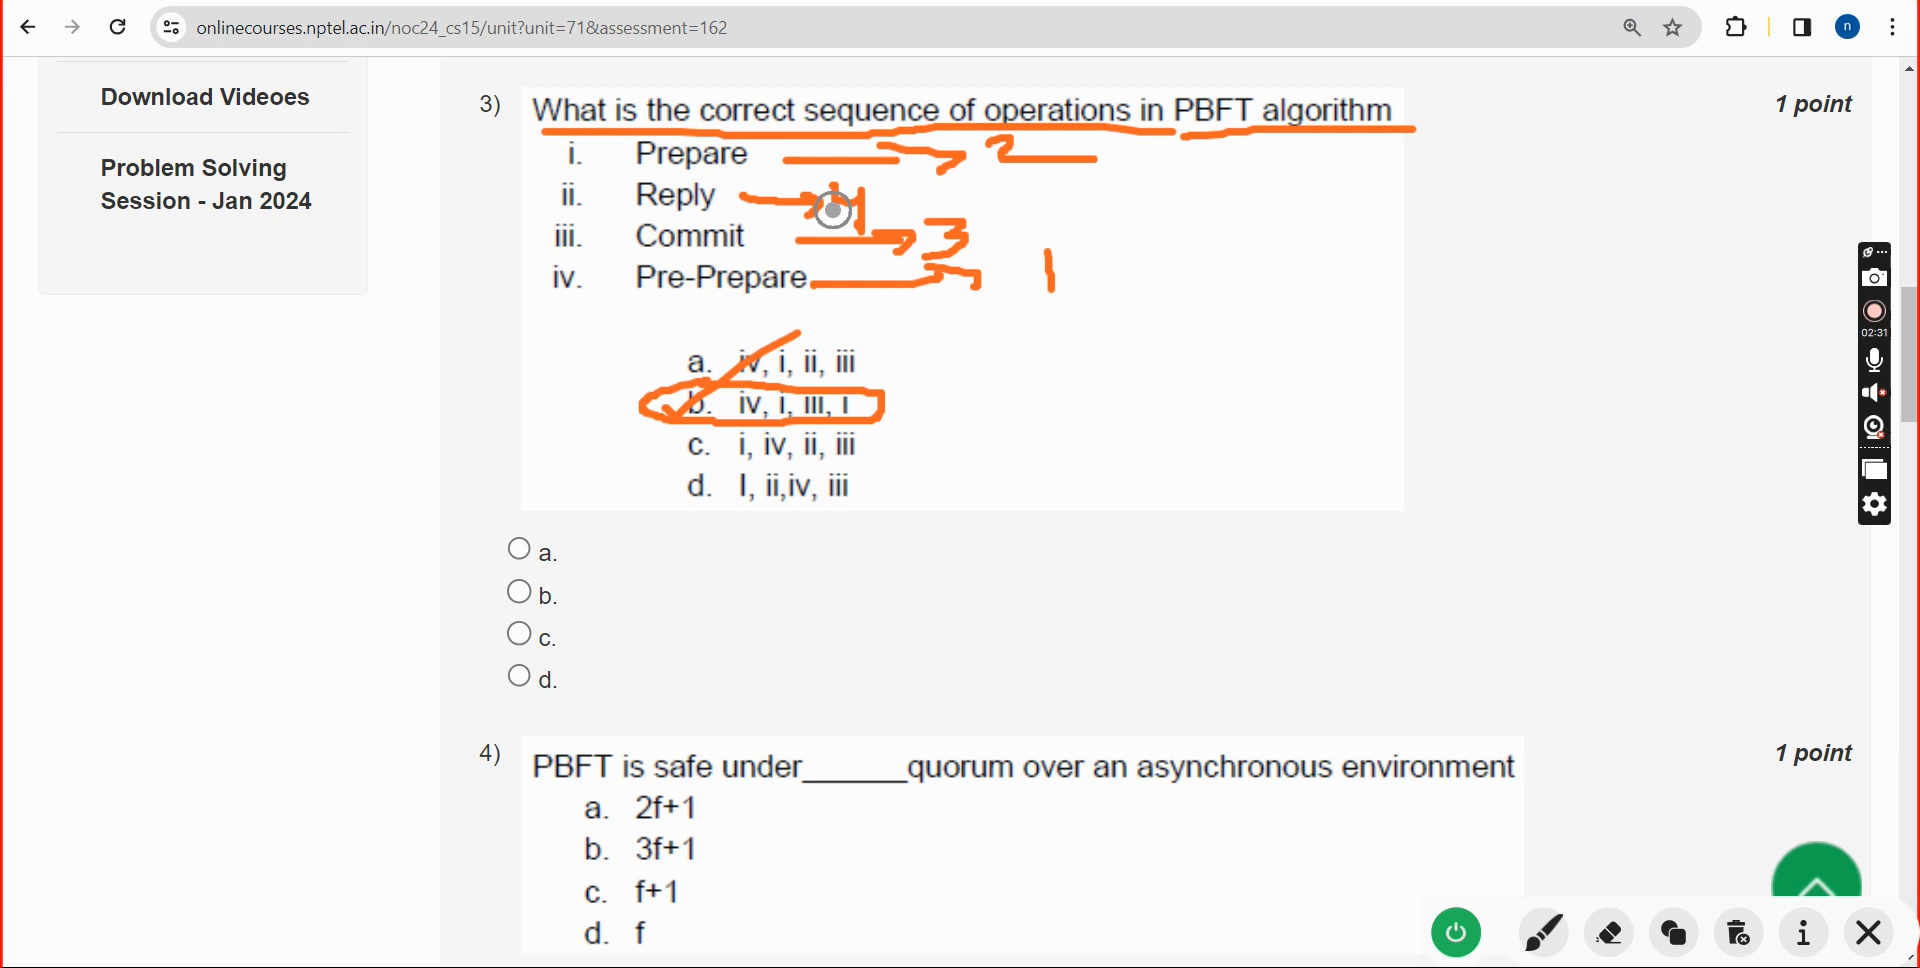 onlinecourses.nptel.ac.in/noc24_cs15/unit?unit=71&assessment=162
n
Download Videoes
Problem Solving
Session - Jan 2024
3)
What is the correct sequence of operations in PBFT algorithm
1 point
i. Prepare 2
ii. Reply 4
iii. Commit 3
iv. Pre-Prepare 1
a. iv, i, ii, iii
b. iv, I, III, I
c. i, iv, ii, iii
d. I, ii,iv, iii
a.
b.
c.
d.
02:31
4)
PBFT is safe under______quorum over an asynchronous environment
1 point
a. 2f+1
b. 3f+1
c. f+1
d. f